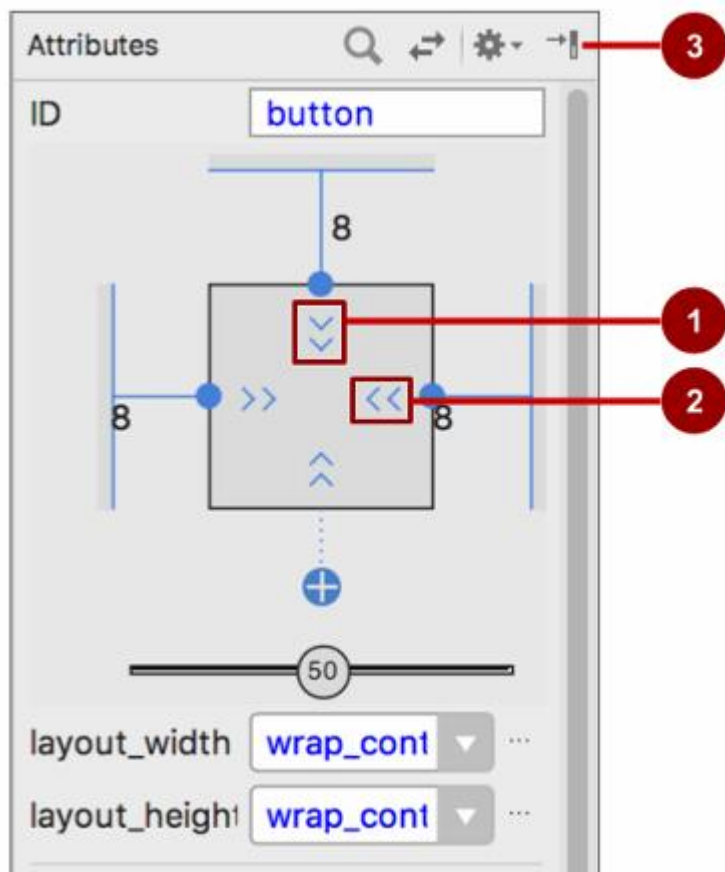 Attributes
3
ID button
8
1
8
8
2
50
layout_width wrap_cont
layout_height wrap_cont